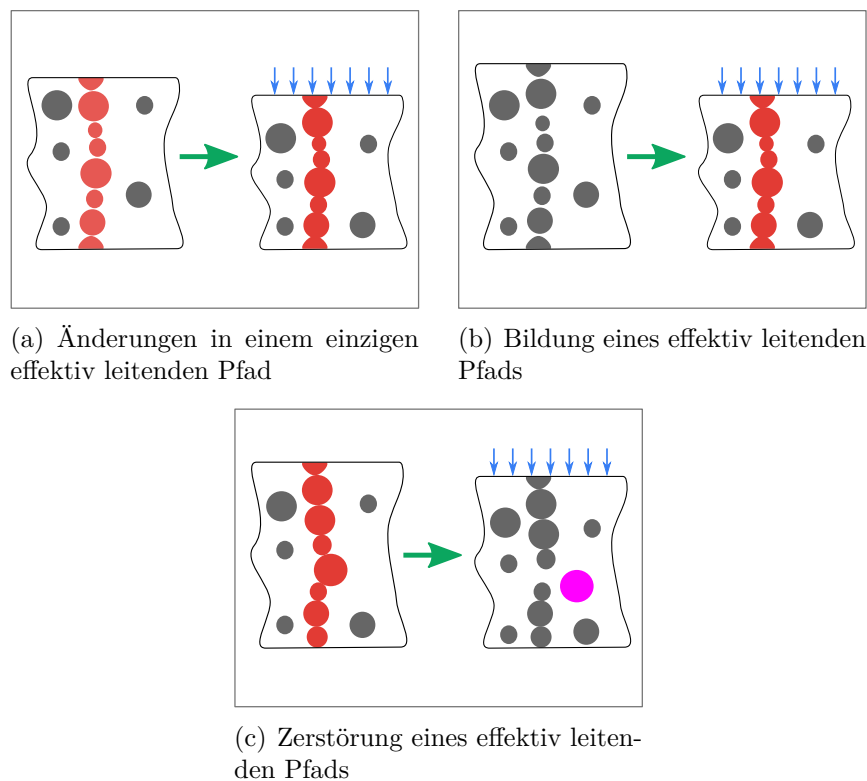 (a) Änderungen in einem einzigen
effektiv leitenden Pfad
(b) Bildung eines effektiv leitenden
Pfads
(c) Zerstörung eines effektiv leiten-
den Pfads